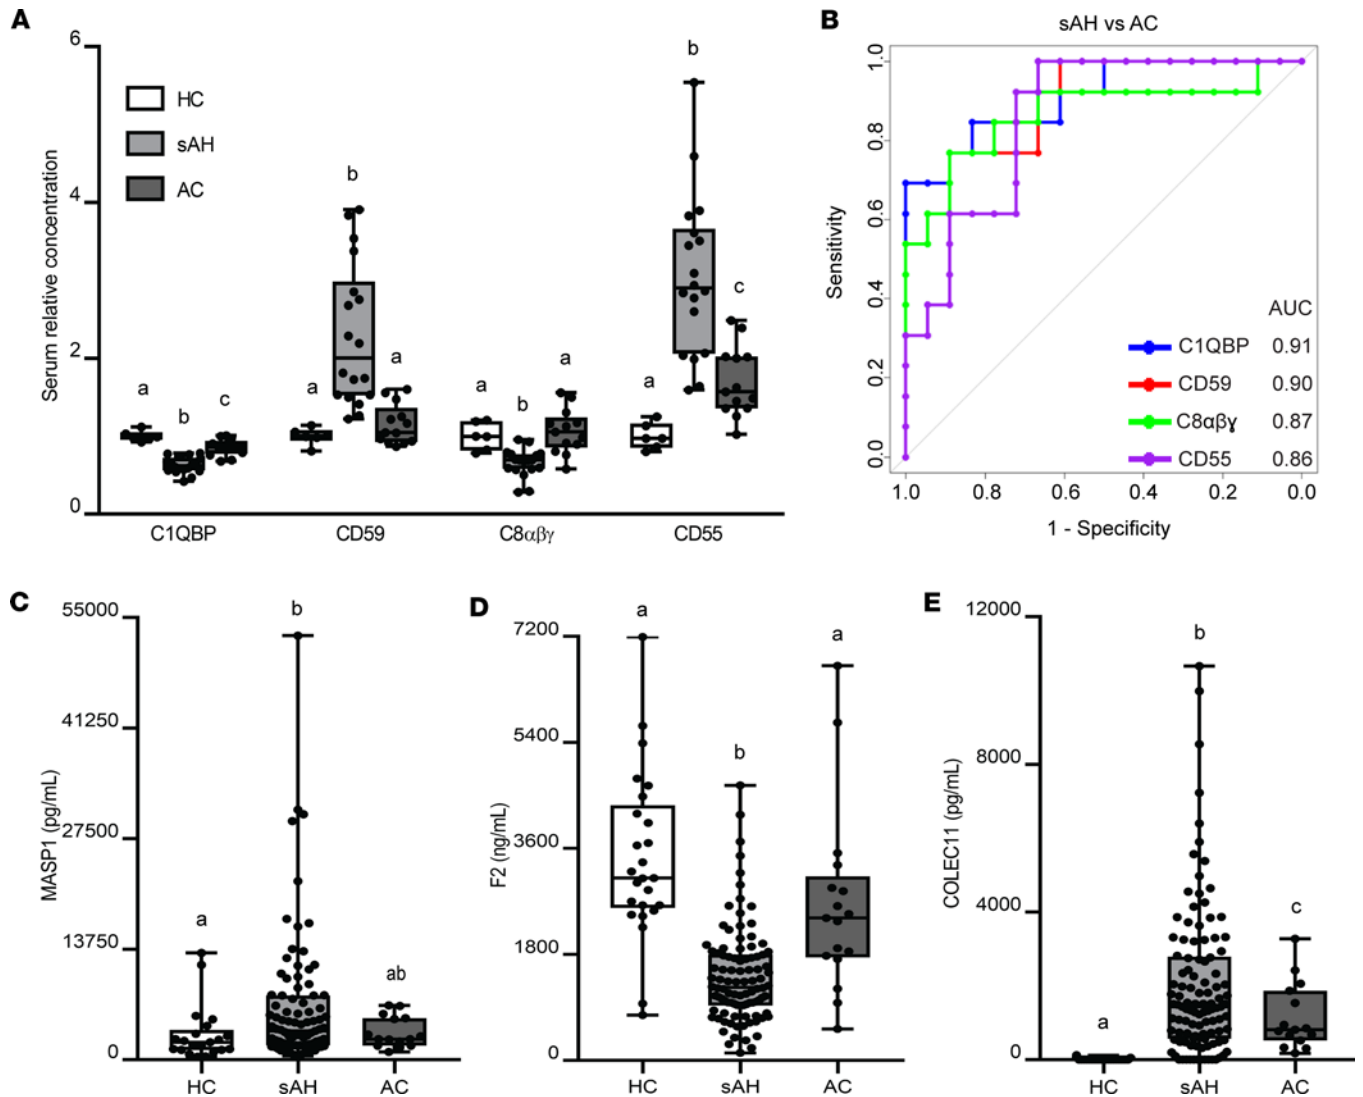 A
6
4
2
0
Serum relative concentration
HC
sAH
AC
a
b
c
a
b
a
a
b
a
a
b
c
C1QBP
CD59
C8αβγ
CD55
B
sAH vs AC
1.0
0.8
0.6
0.4
0.2
0.0
Sensitivity
AUC
C1QBP 0.91
CD59 0.90
C8αβɣ 0.87
CD55 0.86
1.0 0.8 0.6 0.4 0.2 0.0
1 - Specificity
C
55000
41250
27500
13750
0
MASP1 (pg/mL)
a
b
ab
HC sAH AC
D
7200
5400
3600
1800
0
F2 (ng/mL)
a
b
a
HC sAH AC
E
12000
8000
4000
0
COLEC11 (pg/mL)
a
b
c
HC sAH AC